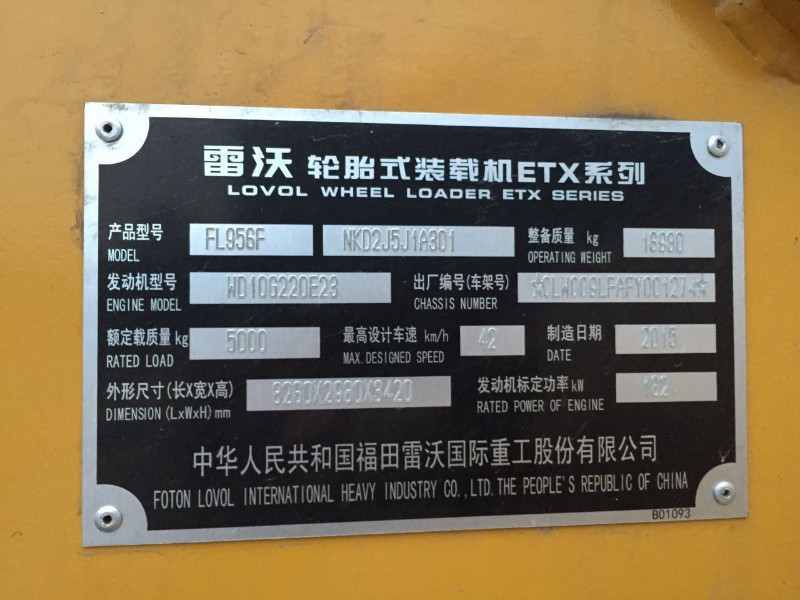 雷沃 轮胎式装载机ETX系列
LOVOL WHEEL LOADER ETX SERIES
产品型号 FL956F NKD2J5J1A301 整备质量 kg
MODEL OPERATING WEIGHT
发动机型号 WD10G220E23 出厂编号(车架号)
ENGINE MODEL CHASSIS NUMBER
额定载质量 kg 5000 最高设计车速 km/h 42 制造日期 2015
RATED LOAD MAX. DESIGNED SPEED DATE
外形尺寸(长X宽X高) 8260X2980X3420 发动机标定功率 kW 162
DIMENSION (LxWxH) mm RATED POWER OF ENGINE
中华人民共和国福田雷沃国际重工股份有限公司
FOTON LOVOL INTERNATIONAL HEAVY INDUSTRY CO.,LTD. THE PEOPLE'S REPUBLIC OF CHINA
B01093